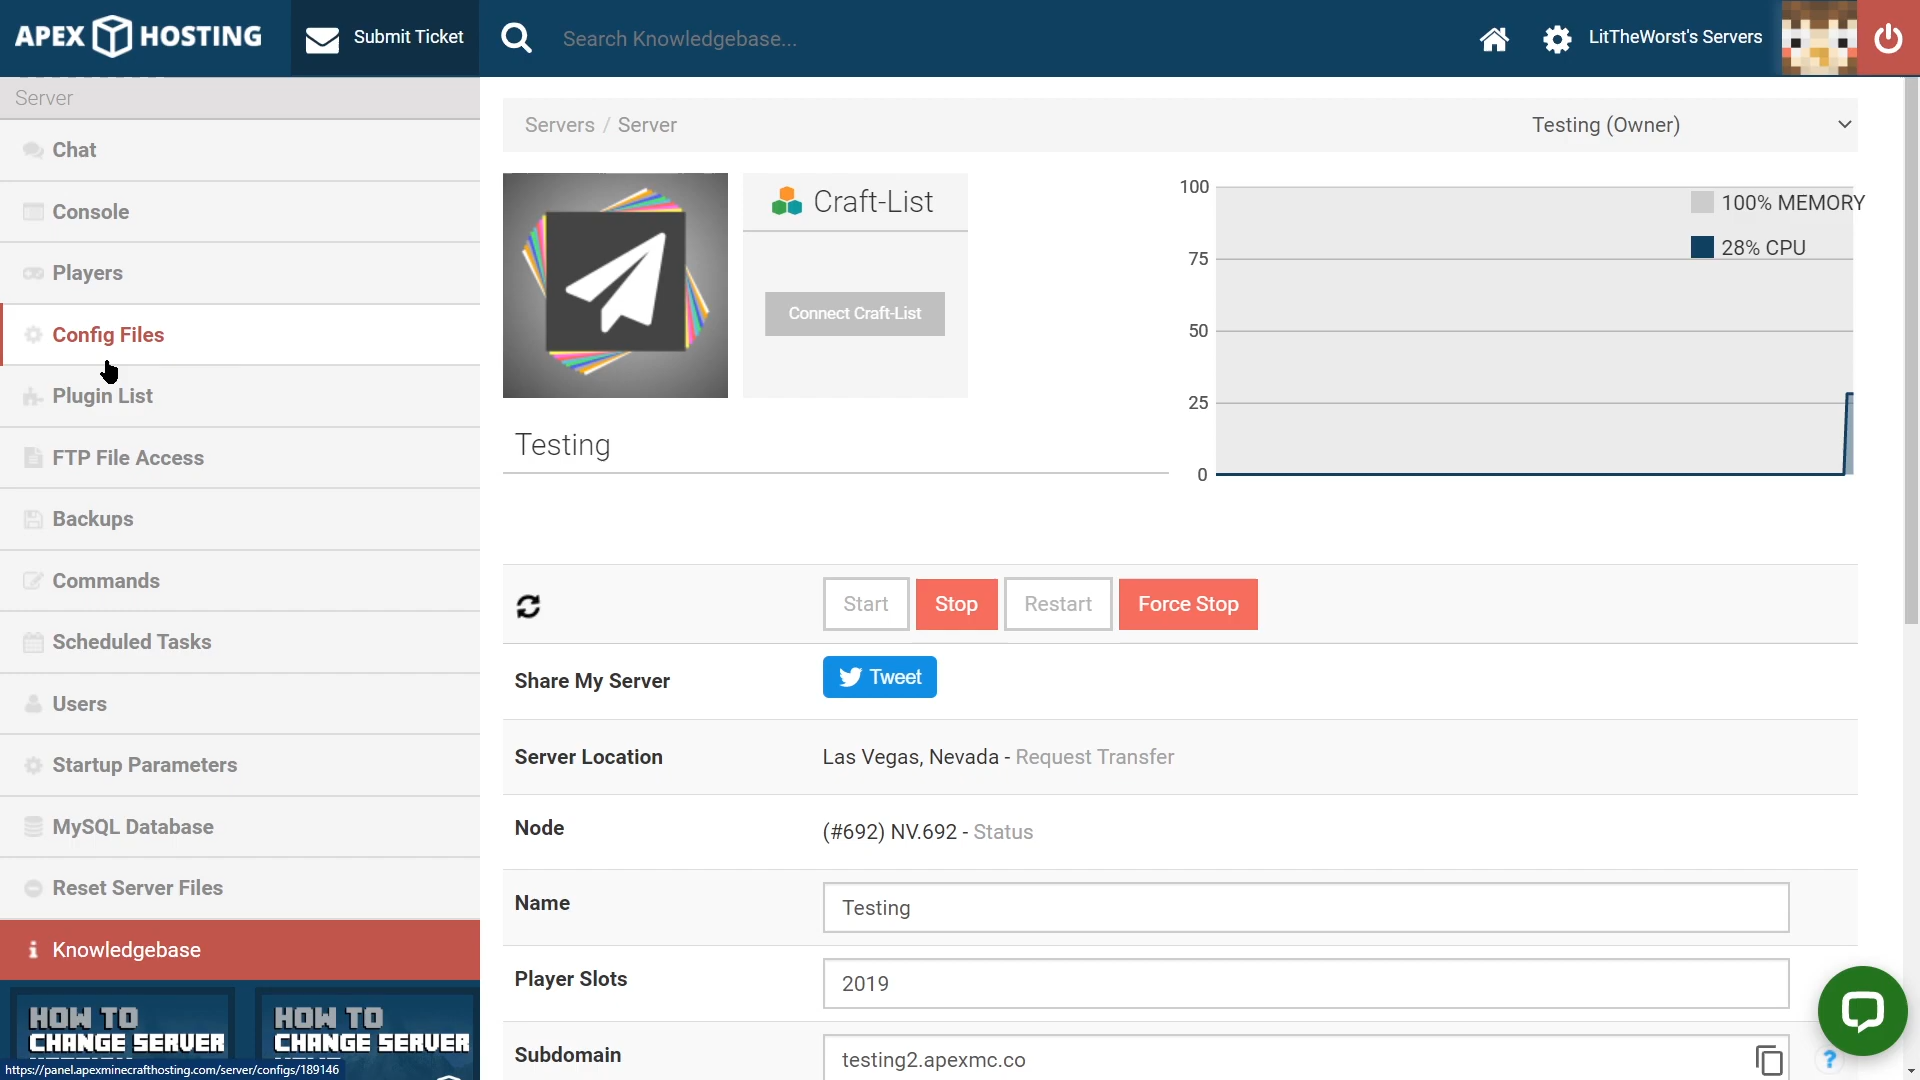 APEX HOSTING
Submit Ticket
Search Knowledgebase...
LitTheWorst's Servers
Server
Chat
Console
Players
Config Files
Plugin List
FTP File Access
Backups
Commands
Scheduled Tasks
Users
Startup Parameters
MySQL Database
Reset Server Files
Knowledgebase
HOW TO
CHANGE SERVER
HOW TO
CHANGE SERVER
https://panel.apexminecrafthosting.com/server/configs/189146
Servers / Server
Testing (Owner)
Craft-List
Connect Craft-List
Testing
100
75
50
25
0
100% MEMORY
28% CPU
Start
Stop
Restart
Force Stop
Share My Server
Tweet
Server Location
Las Vegas, Nevada - Request Transfer
Node
(#692) NV.692 - Status
Name
Testing
Player Slots
2019
Subdomain
testing2.apexmc.co
?